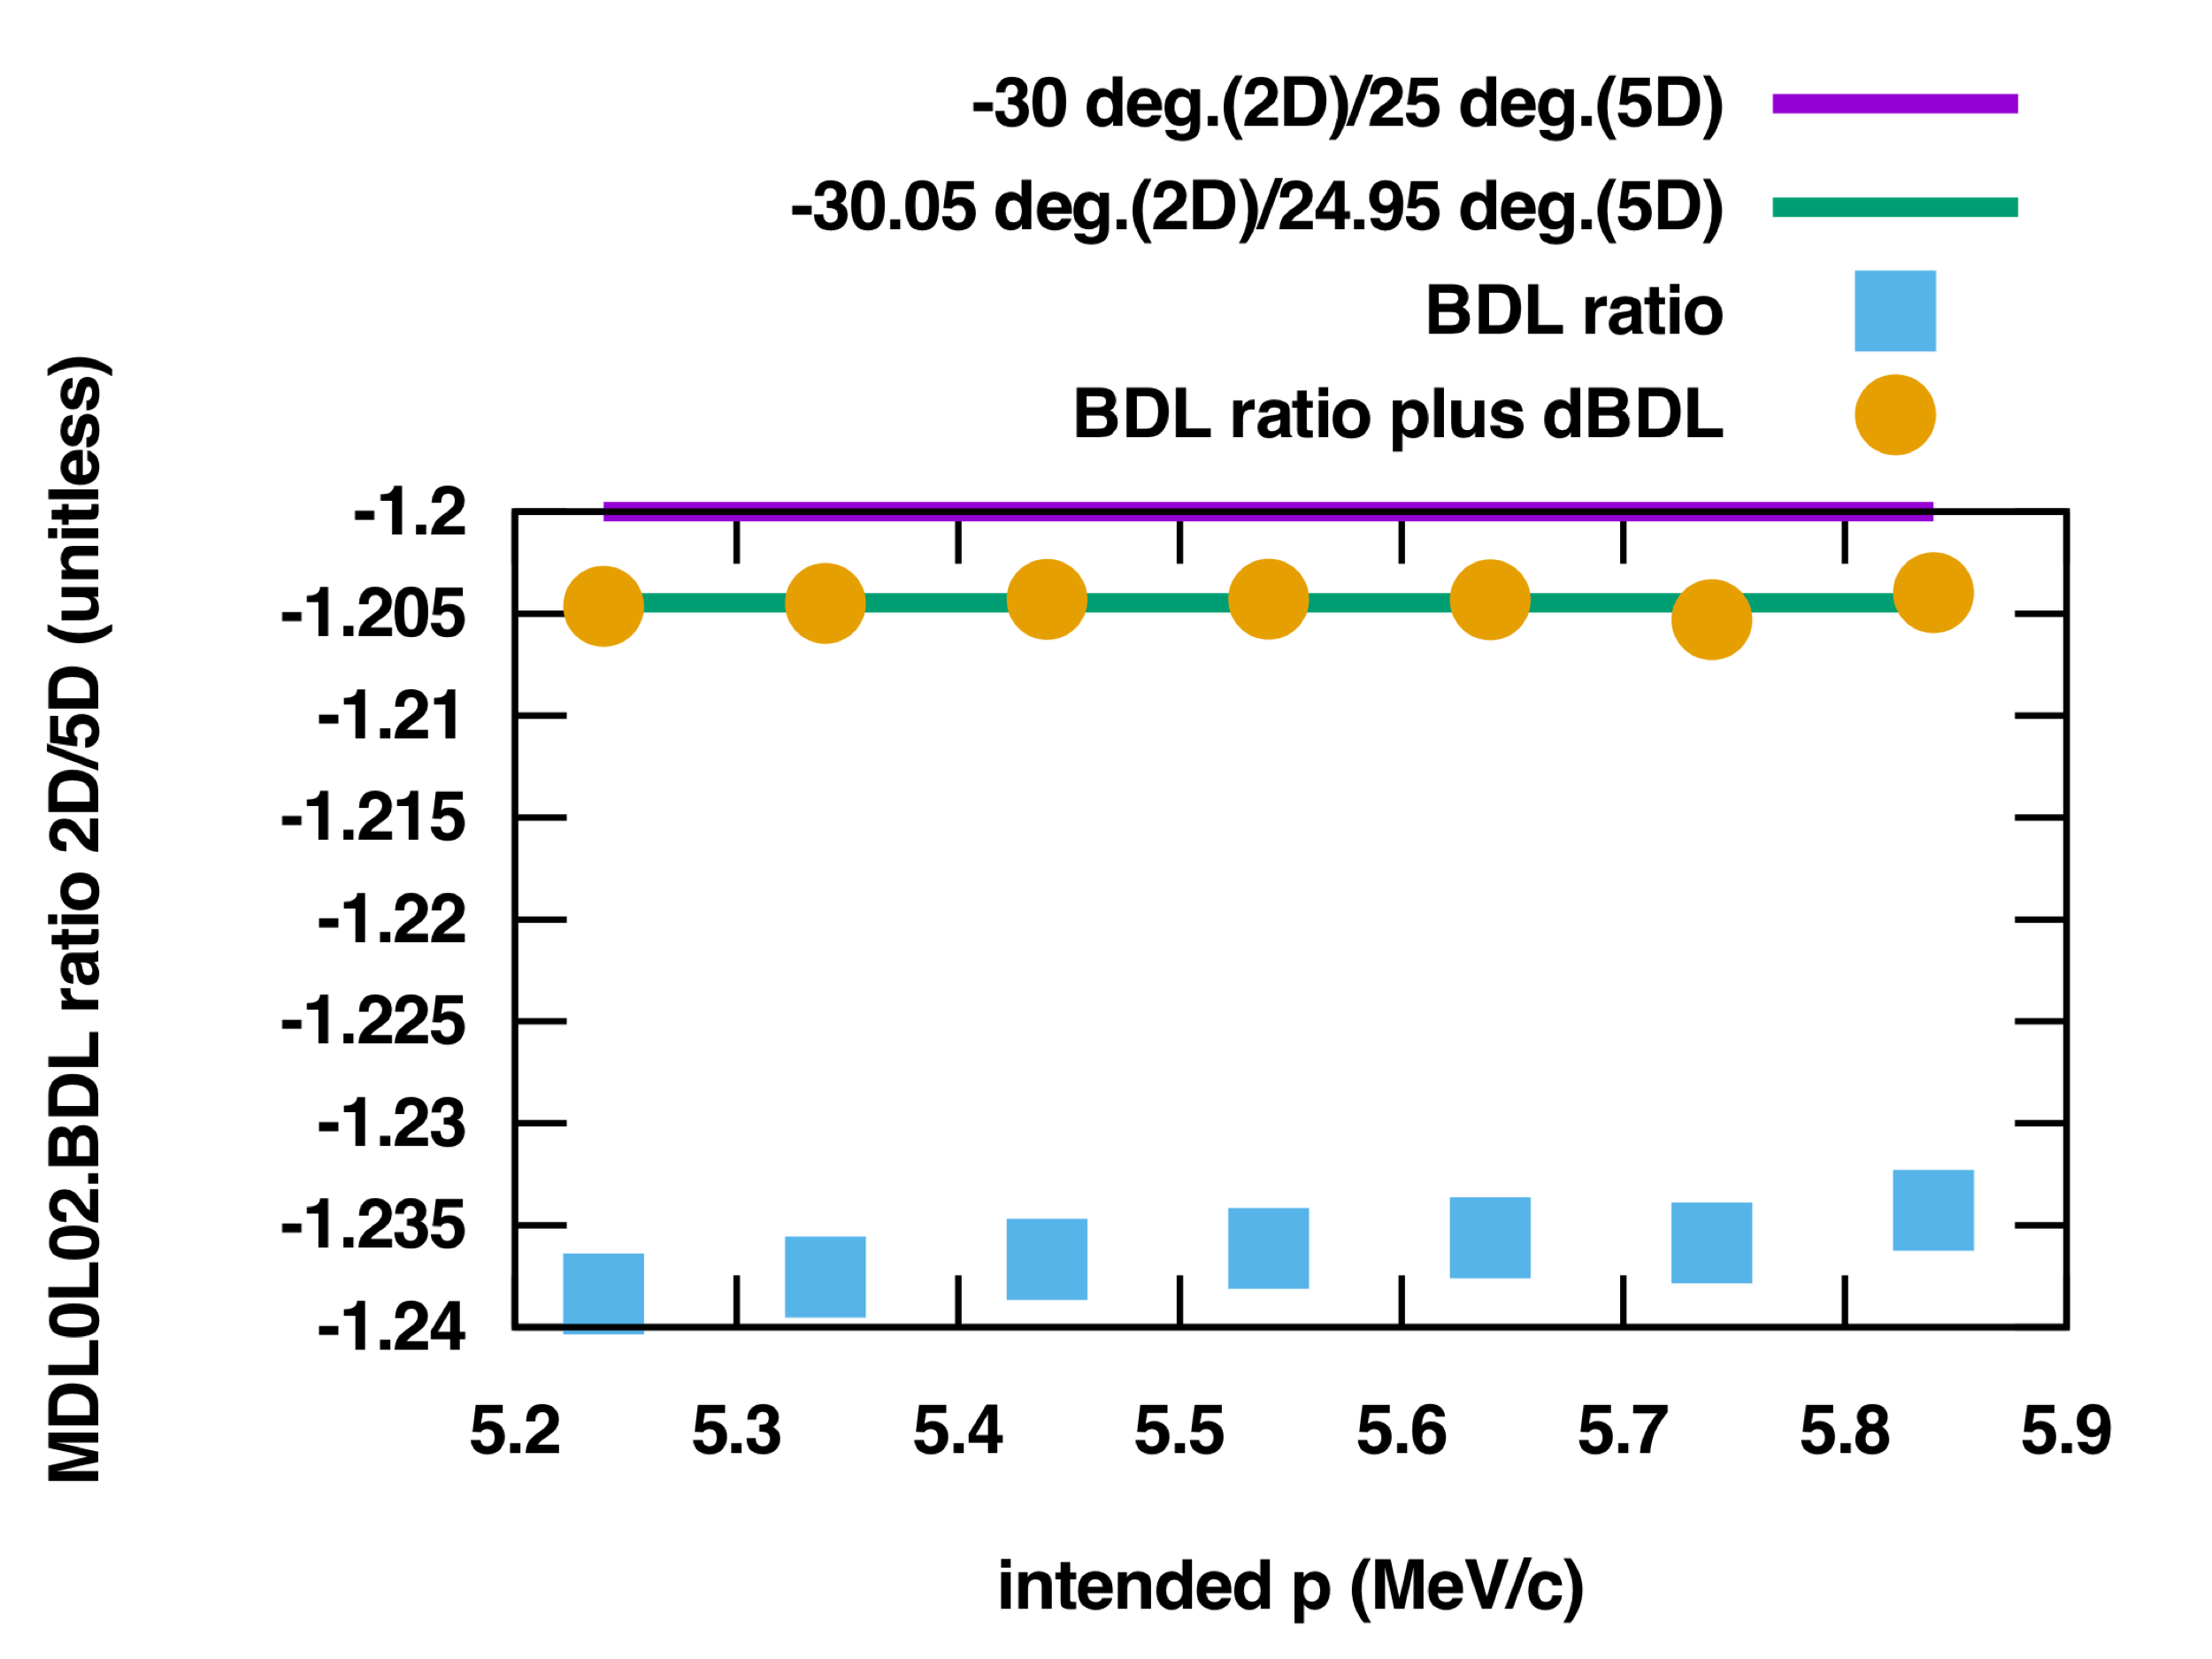 -30 deg.(2D)/25 deg.(5D)
-30.05 deg.(2D)/24.95 deg.(5D)
BDL ratio
BDL ratio plus dBDL
MDL0L02.BDL ratio 2D/5D (unitless)
-1.2
-1.205
-1.21
-1.215
-1.22
-1.225
-1.23
-1.235
-1.24
5.2 5.3 5.4 5.5 5.6 5.7 5.8 5.9
intended p (MeV/c)